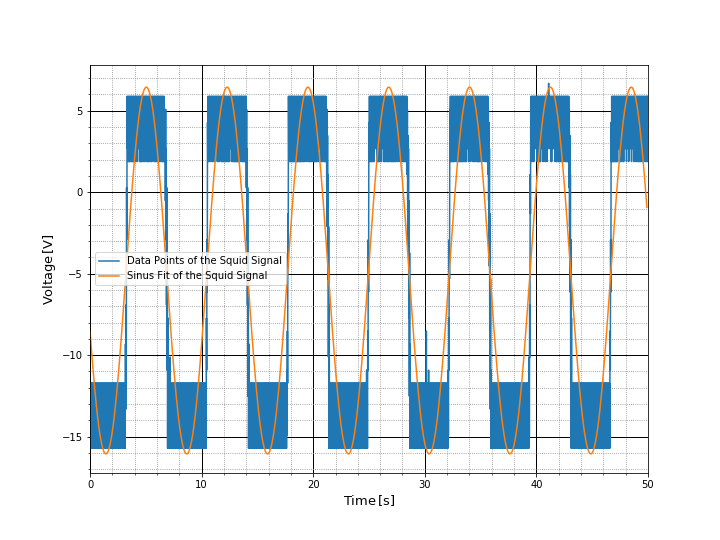 5
0
−5
−10
−15
Voltage [V]
Data Points of the Squid Signal
Sinus Fit of the Squid Signal
0 10 20 30 40 50
Time [s]